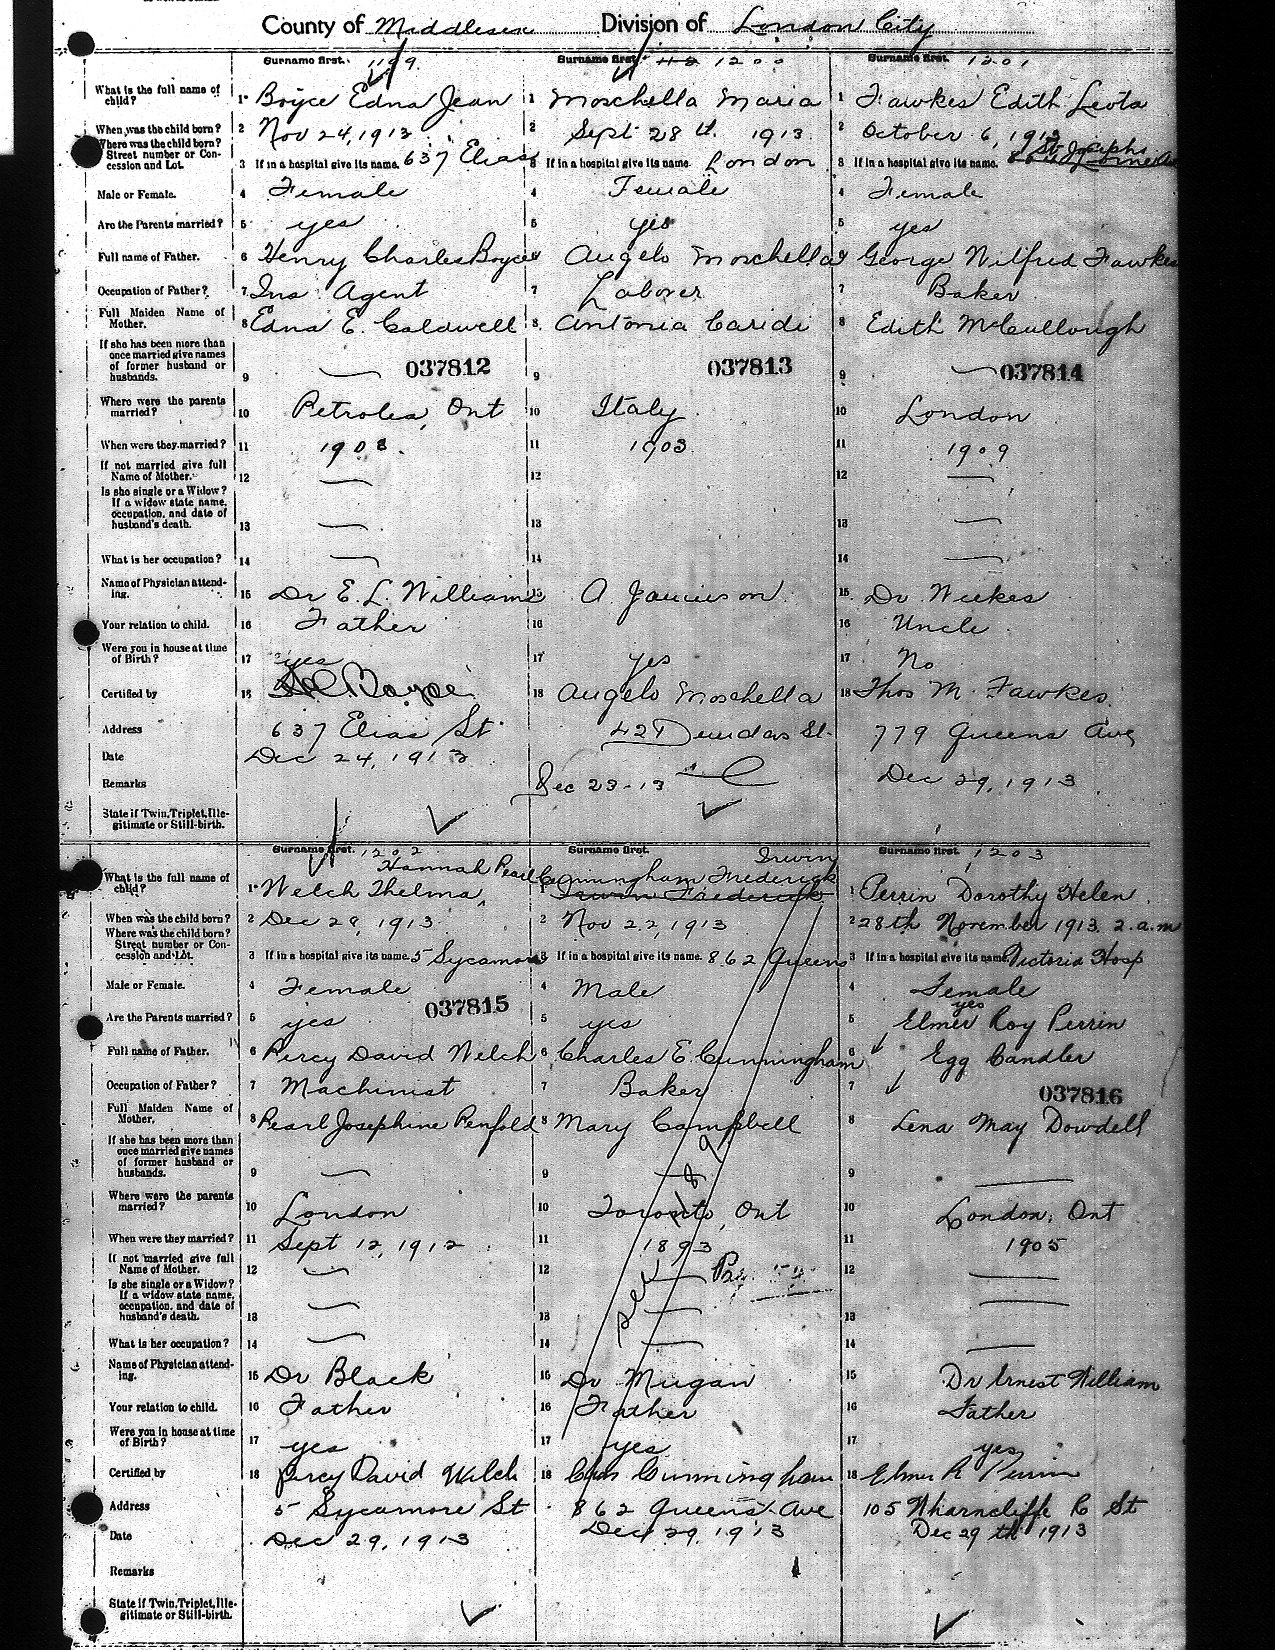 County of Middlesex Division of London City
Surname first. 1199
Surname first. 1200
Surname first. 1201
What is the full name of child? 1 Boyce Edna Jean
1 Moschella Maria
1 Fawkes Edith Leota
When was the child born? 2 Nov 24, 1913
2 Sept 28th 1913
2 October 6, 1913
Where was the child born? Street number or Concession and Lot. 3 If in a hospital give its name. 637 Elias
3 If in a hospital give its name. London
3 If in a hospital give its name. St Josephs
Male or Female. 4 Female
4 Female
4 Female
Are the Parents married? 5 yes
5 yes
5 yes
Full name of Father. 6 Henry Charles Boyce
6 Angelo Moschella
6 George Wilfred Fawkes
Occupation of Father? 7 Ins. Agent
7 Laborer
7 Baker
Full Maiden Name of Mother. 8 Edna E. Caldwell
8 Antonia Caridi
8 Edith McCullough
If she has been more than once married give names of former husband or husbands. 9 — 037812
9 037813
9 — 037814
Where were the parents married? 10 Petrolea, Ont
10 Italy
10 London
When were they married? 11 1908.
11 1903
11 1909
If not married give full Name of Mother. 12 —
12
12 —
Is she single or a Widow? If a widow state name, occupation, and date of husband's death. 13 —
13
13 —
What is her occupation? 14 —
14
14 —
Name of Physician attending. 15 Dr E. L. Williams
15 A.
15 Dr Weekes
Your relation to child. 16 Father
16
16 Uncle
Were you in house at time of Birth? 17 yes
17 yes
17 No
Certified by 18 Boyce
18 Angelo Moschella
18 Thos M. Fawkes.
Address 637 Elias St
427 Dundas St.
779 Queens Ave
Date Dec 24, 1913
Dec 23-13
Dec 29, 1913
Remarks
State if Twin, Triplet, Illegitimate or Still-birth.
Surname first. 1202
Surname first.
Surname first. 1203
Hannah Pearl
Irwin
Cunningham Frederick
What is the full name of child? 1 Welch Thelma
Irwin Frederick
1 Perrin Dorothy Helen
When was the child born? 2 Dec 28, 1913
2 Nov 22, 1913
2 28th November 1913 2.a.m
Where was the child born? Street number or Concession and Lot. 3 If in a hospital give its name. 5 Sycamore
3 If in a hospital give its name. 862 Queens
3 If in a hospital give its name Victoria Hosp
Male or Female. 4 Female
4 Male
4 Female
037815
yes
Are the Parents married? 5 yes
5 yes
5 Elmer Roy Perrin
Full name of Father. 6 Percy David Welch
6 Charles E Cunningham
6 Egg Candler
Occupation of Father? 7 Machinist
7 Baker
7 037816
Full Maiden Name of Mother. 8 Pearl Josephine Penfold
8 Mary Campbell
8 Lena May Dowdell
If she has been more than once married give names of former husband or husbands. 9 —
9 —
9 —
Where were the parents married? 10 London
10 Toronto, Ont
10 London, Ont
When were they married? 11 Sept 12, 1912
11 1893
11 1905
If not married give full Name of Mother. 12 —
12 —
12 —
Is she single or a Widow? If a widow state name, occupation, and date of husband's death. 13 —
13 —
13 —
What is her occupation? 14 —
14 —
14 —
Name of Physician attending. 15 Dr Black
15 Dr Mugan
15 Dr Ernest William
Your relation to child. 16 Father
16 Father
16 Father
Were you in house at time of Birth? 17 yes
17 yes
17 yes
Certified by 18 Percy David Welch
18 Chas Cunningham
18 Elmer R Perrin
Address 5 Sycamore St
862 Queens Ave
105 Wharncliffe R St
Date Dec 29, 1913
Dec 29, 1913
Dec 29th 1913
Remarks
State if Twin, Triplet, Illegitimate or Still-birth.